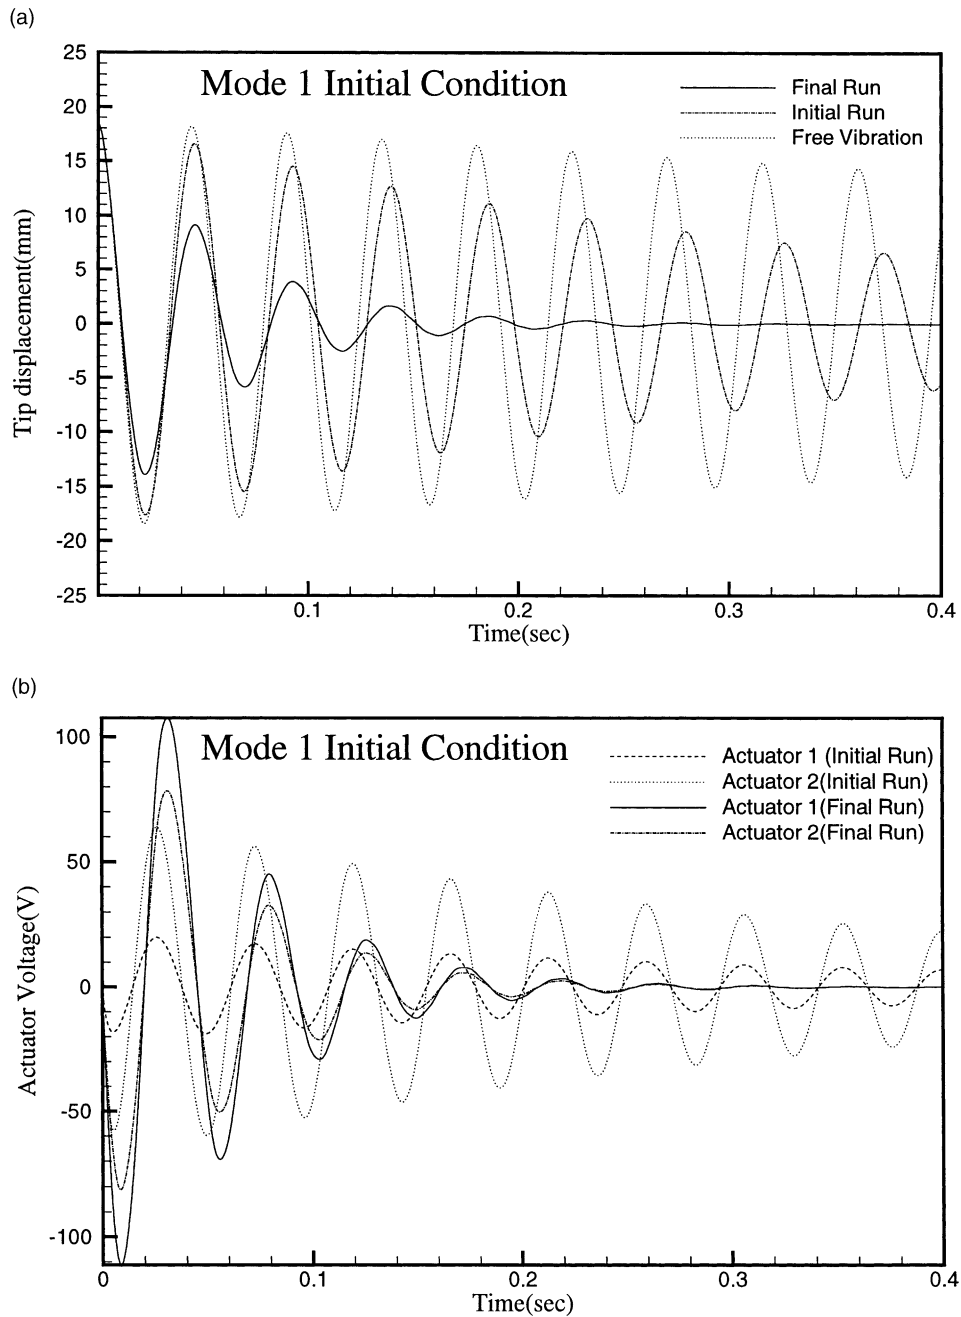 (a)
Mode 1 Initial Condition
Final Run
Initial Run
Free Vibration
25
20
15
10
5
0
-5
-10
-15
-20
-25
Tip displacement(mm)
0.1
0.2
0.3
0.4
Time(sec)
(b)
Mode 1 Initial Condition
Actuator 1 (Initial Run)
Actuator 2(Initial Run)
Actuator 1(Final Run)
Actuator 2(Final Run)
100
50
0
-50
-100
Actuator Voltage(V)
0
0.1
0.2
0.3
0.4
Time(sec)